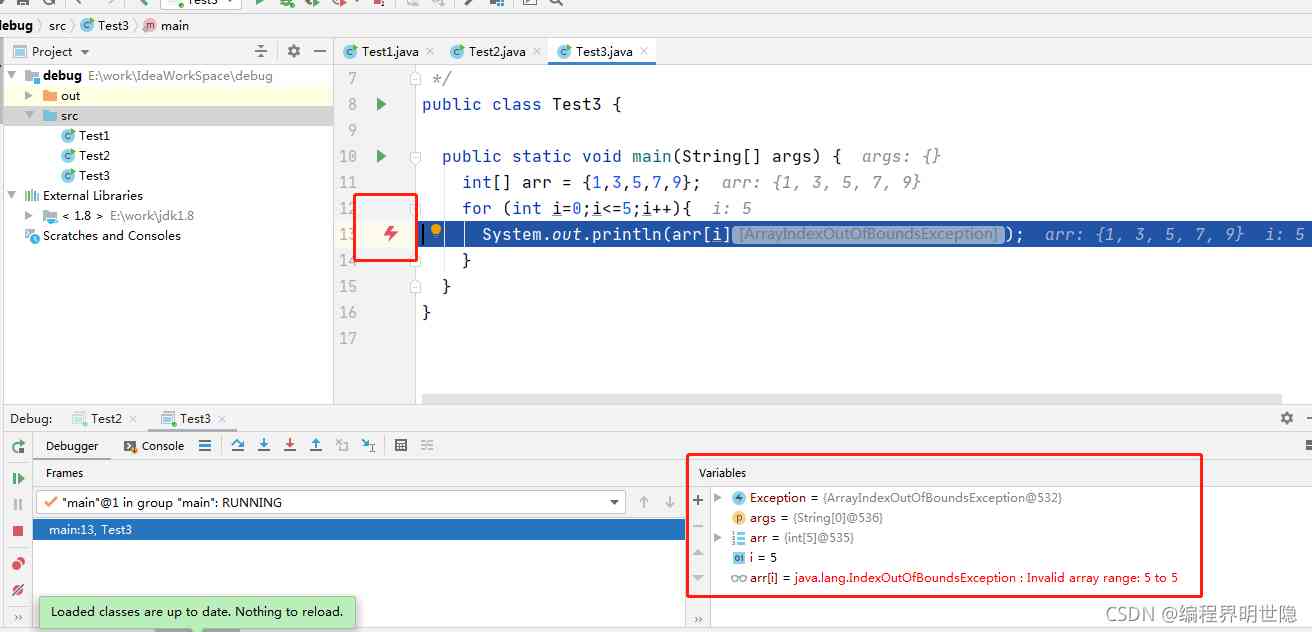 Test3
debug src Test3 main
Project
Test1.java Test2.java Test3.java
debug E:\work\IdeaWorkSpace\debug
out
src
Test1
Test2
Test3
External Libraries
< 1.8 > E:\work\jdk1.8
Scratches and Consoles
7 */
8 public class Test3 {
9
10 public static void main(String[] args) { args: {}
11 int[] arr = {1,3,5,7,9}; arr: {1, 3, 5, 7, 9}
12 for (int i=0;i<=5;i++){ i: 5
13 System.out.println(arr[i][ArrayIndexOutOfBoundsException]); arr: {1, 3, 5, 7, 9} i: 5
14 }
15 }
16 }
17
Debug: Test2 Test3
Debugger Console
Frames
"main"@1 in group "main": RUNNING
main:13, Test3
Variables
Exception = {ArrayIndexOutOfBoundsException@532}
args = {String[0]@536}
arr = {int[5]@535}
01 i = 5
arr[i] = java.lang.IndexOutOfBoundsException : Invalid array range: 5 to 5
Loaded classes are up to date. Nothing to reload.
CSDN @编程界明世隐